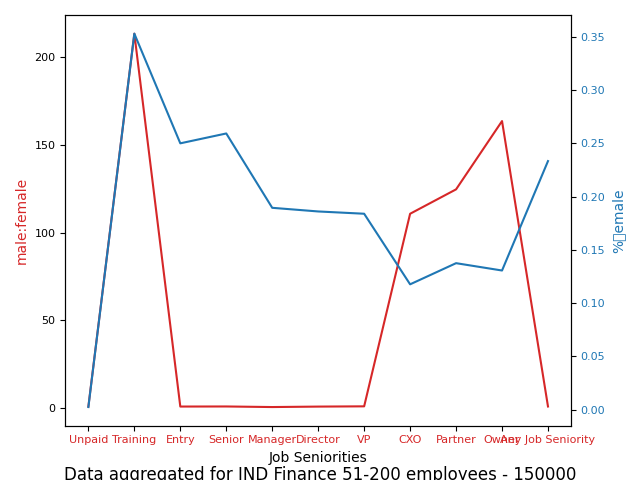 male:female
200
150
100
50
0
0.35
0.30
0.25
0.20
0.15
0.10
0.05
0.00
%▯emale
Unpaid Training Entry Senior Manager Director VP CXO Partner Owner Any Job Seniority
Job Seniorities
Data aggregated for IND Finance 51-200 employees - 150000